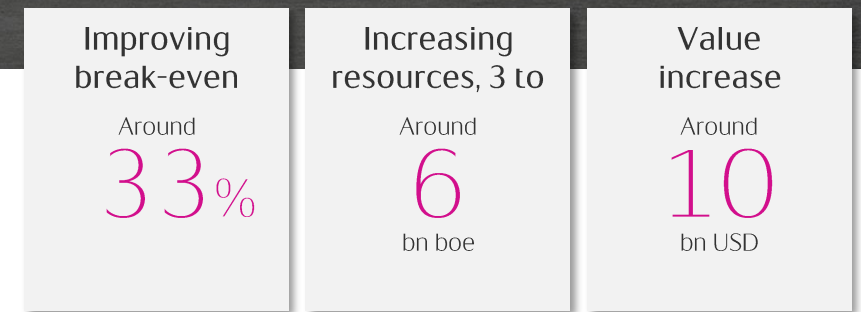 Improving
break-even
Around
33%
Increasing
resources, 3 to
Around
6
bn boe
Value
increase
Around
10
bn USD